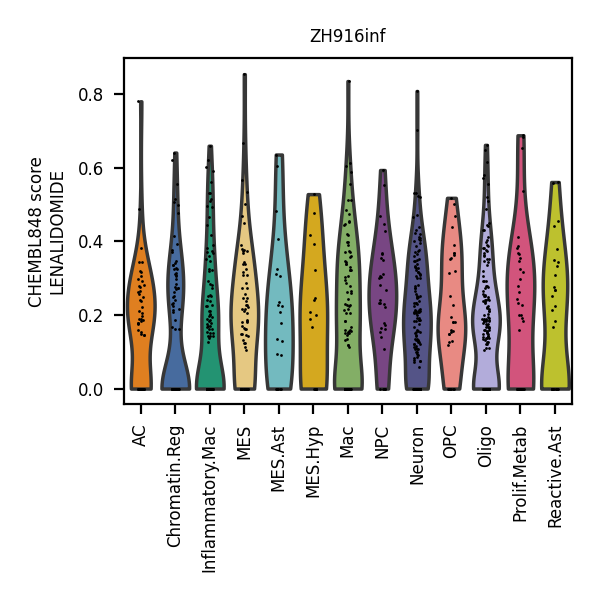 ZH916inf
CHEMBL848 score
LENALIDOMIDE
0.8
0.6
0.4
0.2
0.0
AC
Chromatin.Reg
Inflammatory.Mac
MES
MES.Ast
MES.Hyp
Mac
NPC
Neuron
OPC
Oligo
Prolif.Metab
Reactive.Ast